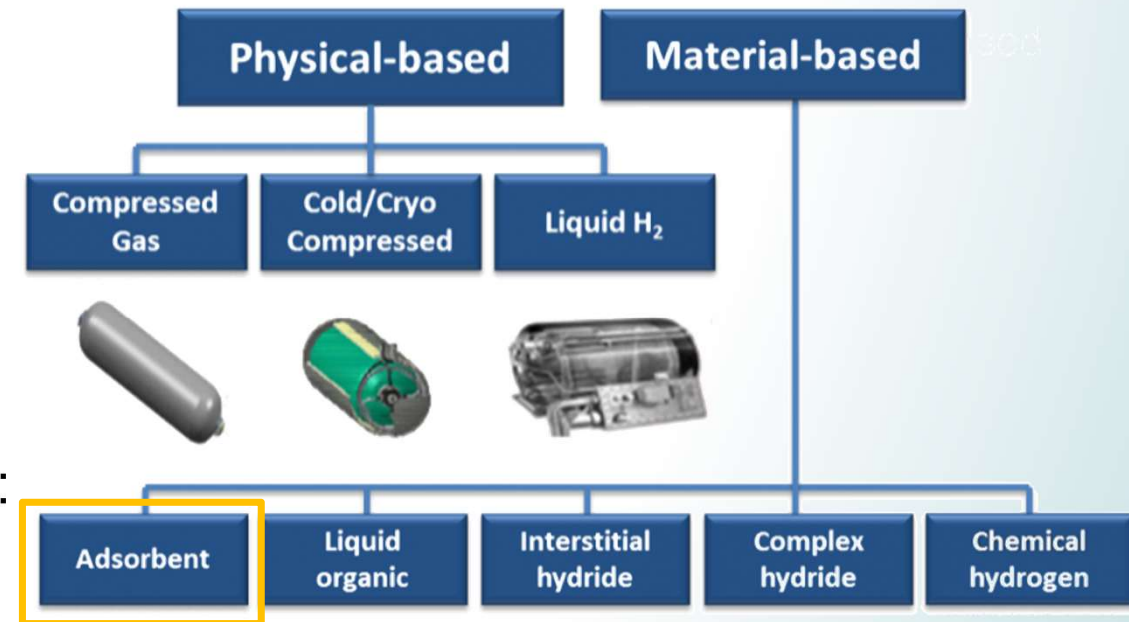 Physical-based
Material-based
Compressed
Gas
Cold/Cryo
Compressed
Liquid H₂
:
Adsorbent
Liquid
organic
Interstitial
hydride
Complex
hydride
Chemical
hydrogen